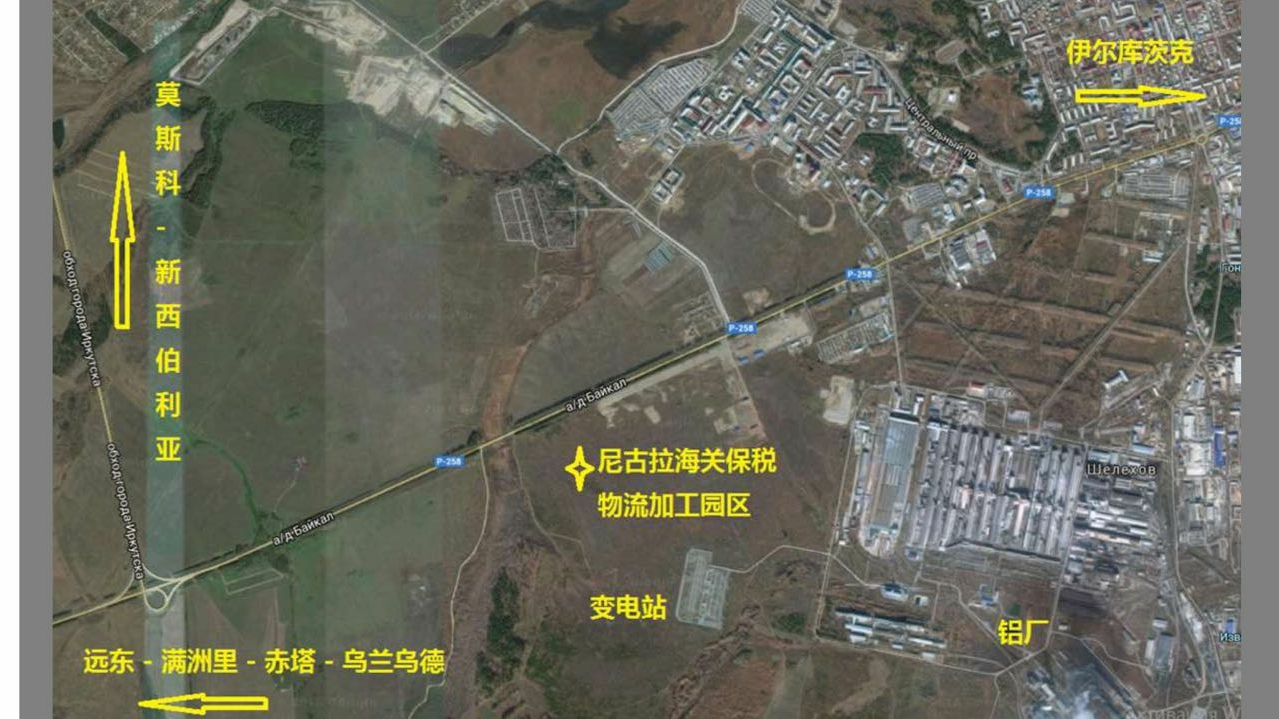 伊尔库茨克
莫斯科-新西伯利亚
Центральный пр
P-258
P-258
P-258
P-258
обход города Иркутска
а/д Байкал
P-258
обход города Иркутска
尼古拉海关保税
物流加工园区
Шелехов
а/д Байкал
变电站
铝厂
远东-满洲里-赤塔-乌兰乌德